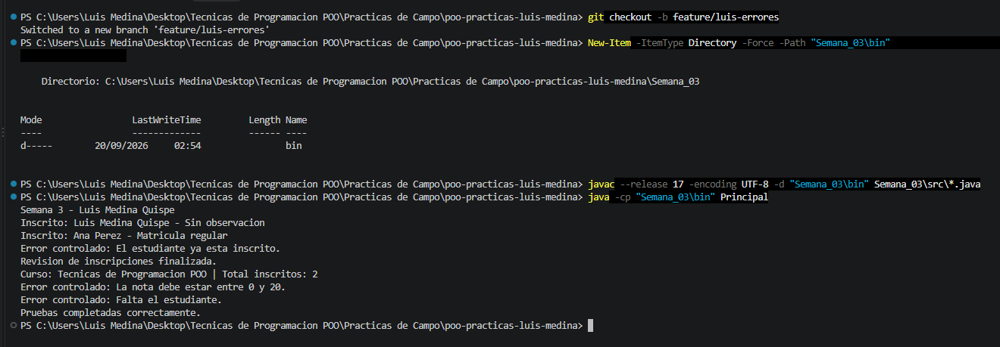 PS C:\Users\Luis Medina\Desktop\Tecnicas de Programacion POO\Practicas de Campo\poo-practicas-luis-medina> git checkout -b feature/luis-errores
Switched to a new branch 'feature/luis-errores'
PS C:\Users\Luis Medina\Desktop\Tecnicas de Programacion POO\Practicas de Campo\poo-practicas-luis-medina> New-Item -ItemType Directory -Force -Path "Semana_03\bin"
Directorio: C:\Users\Luis Medina\Desktop\Tecnicas de Programacion POO\Practicas de Campo\poo-practicas-luis-medina\Semana_03
Mode                 LastWriteTime         Length Name
----                 -------------         ------ ----
d-----        20/09/2026     02:54                bin
PS C:\Users\Luis Medina\Desktop\Tecnicas de Programacion POO\Practicas de Campo\poo-practicas-luis-medina> javac --release 17 -encoding UTF-8 -d "Semana_03\bin" Semana_03\src\*.java
PS C:\Users\Luis Medina\Desktop\Tecnicas de Programacion POO\Practicas de Campo\poo-practicas-luis-medina> java -cp "Semana_03\bin" Principal
Semana 3 - Luis Medina Quispe
Inscrito: Luis Medina Quispe - Sin observacion
Inscrito: Ana Perez - Matricula regular
Error controlado: El estudiante ya esta inscrito.
Revision de inscripciones finalizada.
Curso: Tecnicas de Programacion POO | Total inscritos: 2
Error controlado: La nota debe estar entre 0 y 20.
Error controlado: Falta el estudiante.
Pruebas completadas correctamente.
PS C:\Users\Luis Medina\Desktop\Tecnicas de Programacion POO\Practicas de Campo\poo-practicas-luis-medina>